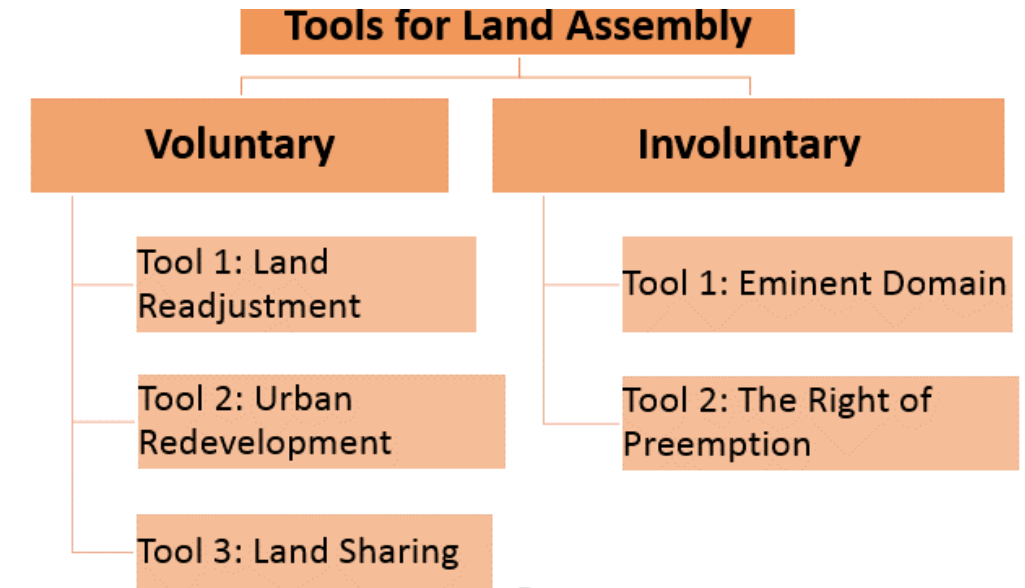 Tools for Land Assembly
Voluntary
Tool 1: Land
Readjustment
Tool 2: Urban
Redevelopment
Tool 3: Land Sharing
Involuntary
Tool 1: Eminent Domain
Tool 2: The Right of
Preemption